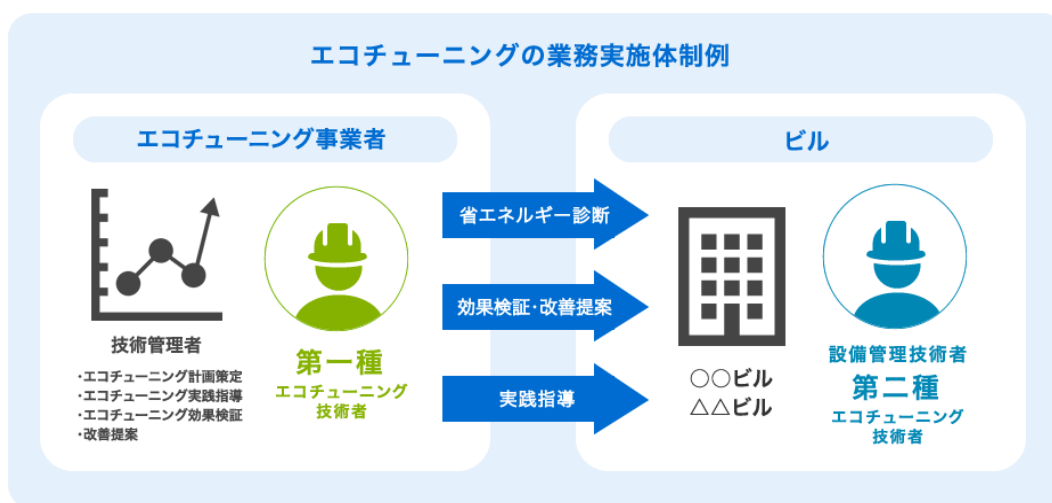 エコチューニングの業務実施体制例
エコチューニング事業者
技術管理者
・エコチューニング計画策定
・エコチューニング実践指導
・エコチューニング効果検証
・改善提案
第一種
エコチューニング
技術者
省エネルギー診断
効果検証・改善提案
実践指導
ビル
○○ビル
△△ビル
設備管理技術者
第二種
エコチューニング
技術者